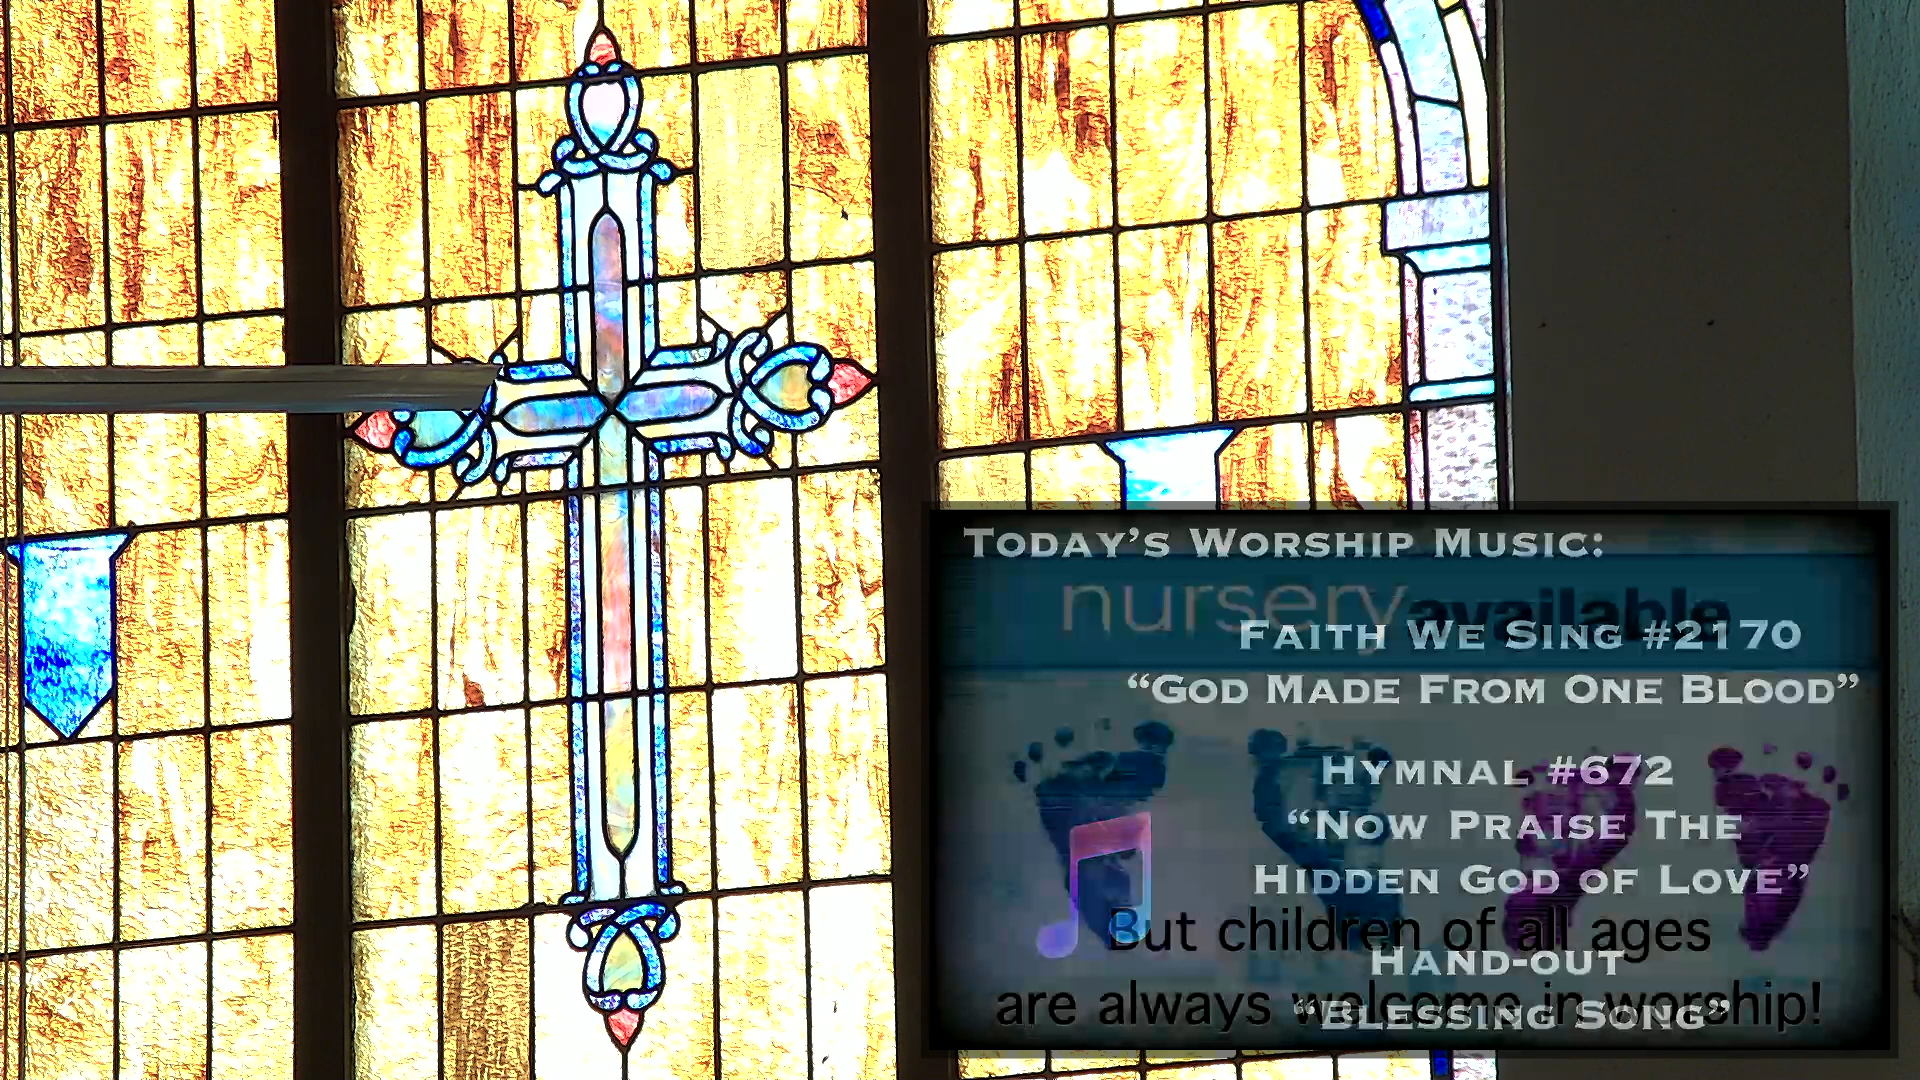 Today's Worship Music:
nursery available
Faith We Sing #2170
“God Made From One Blood”
Hymnal #672
“Now Praise The
Hidden God of Love”
But children of all ages
Hand-out
are always welcome in worship!
“Blessing Song”